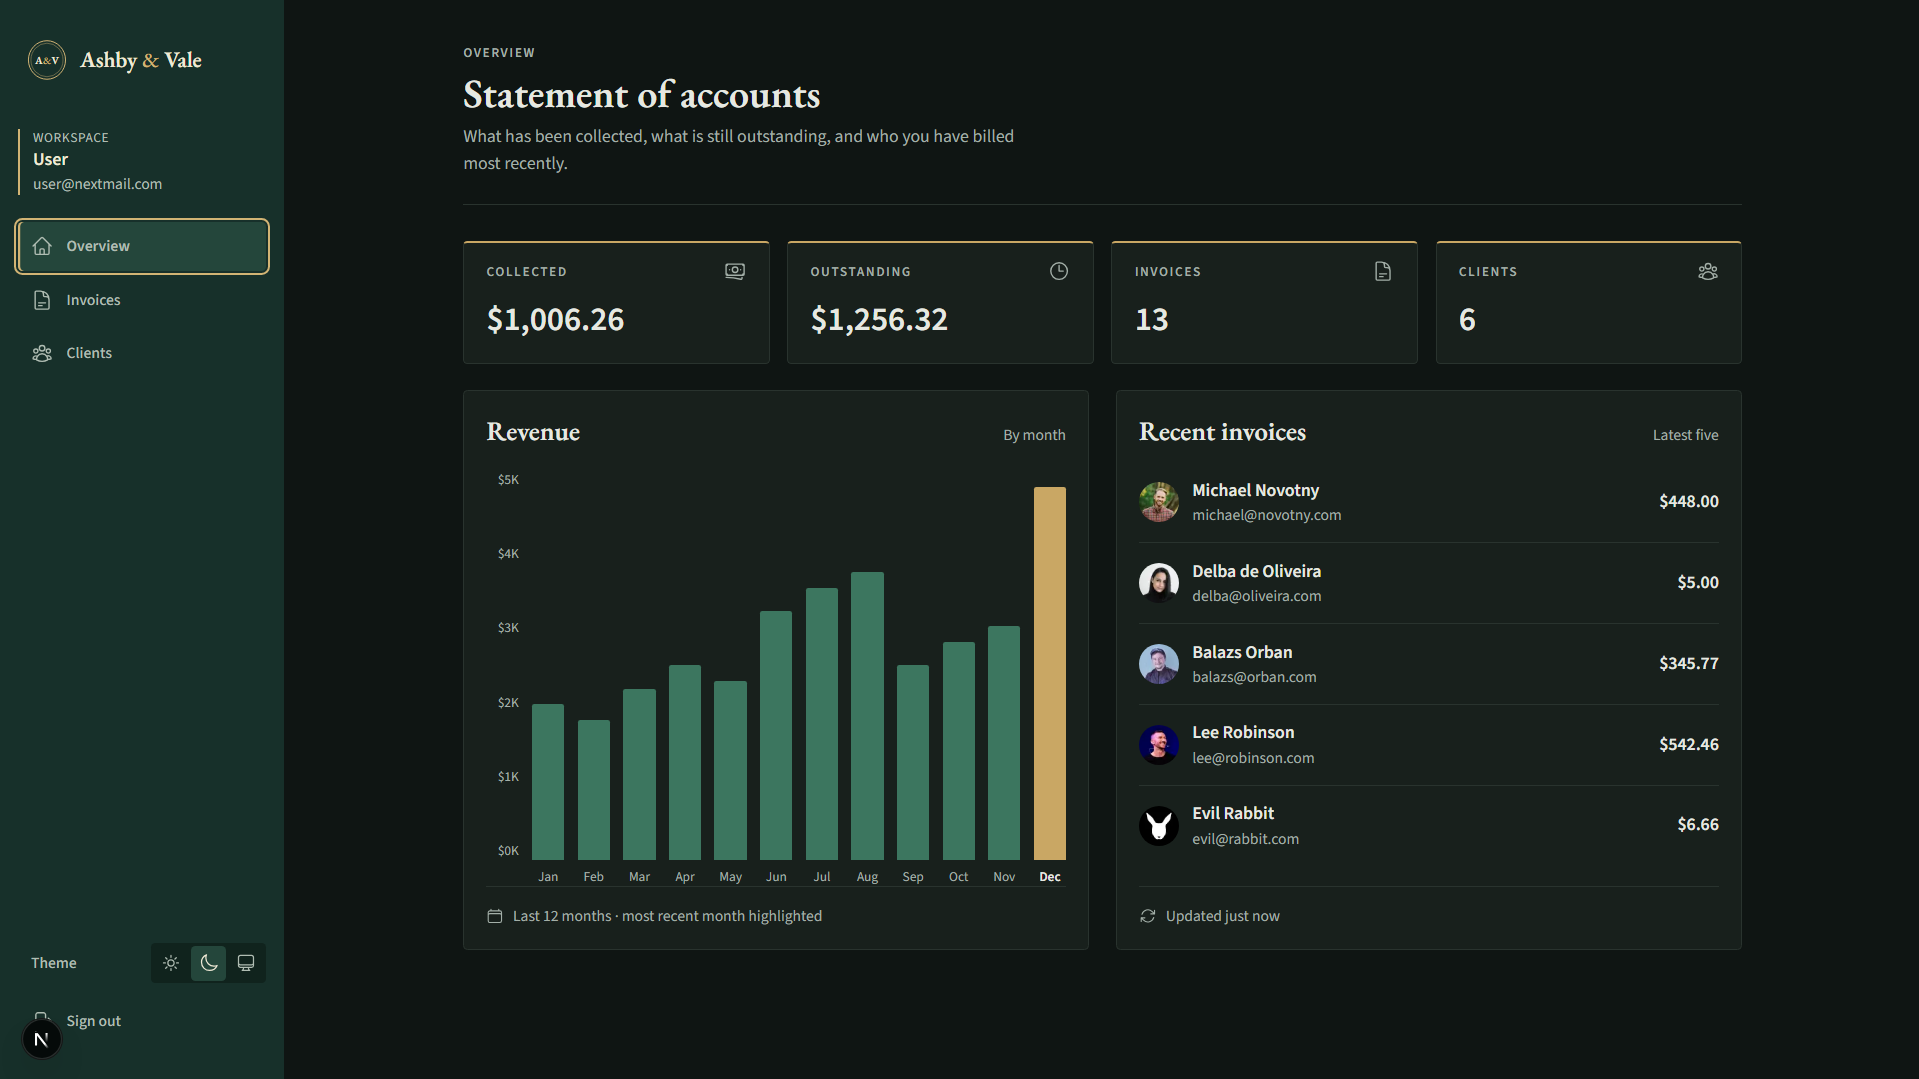 A&V
Ashby & Vale
WORKSPACE
User
user@nextmail.com
Overview
Invoices
Clients
Theme
Sign out
N
OVERVIEW
Statement of accounts
What has been collected, what is still outstanding, and who you have billed
most recently.
COLLECTED
$1,006.26
OUTSTANDING
$1,256.32
INVOICES
13
CLIENTS
6
Revenue
By month
$5K
$4K
$3K
$2K
$1K
$0K
Jan Feb Mar Apr May Jun Jul Aug Sep Oct Nov Dec
Last 12 months · most recent month highlighted
Recent invoices
Latest five
Michael Novotny
michael@novotny.com
$448.00
Delba de Oliveira
delba@oliveira.com
$5.00
Balazs Orban
balazs@orban.com
$345.77
Lee Robinson
lee@robinson.com
$542.46
Evil Rabbit
evil@rabbit.com
$6.66
Updated just now